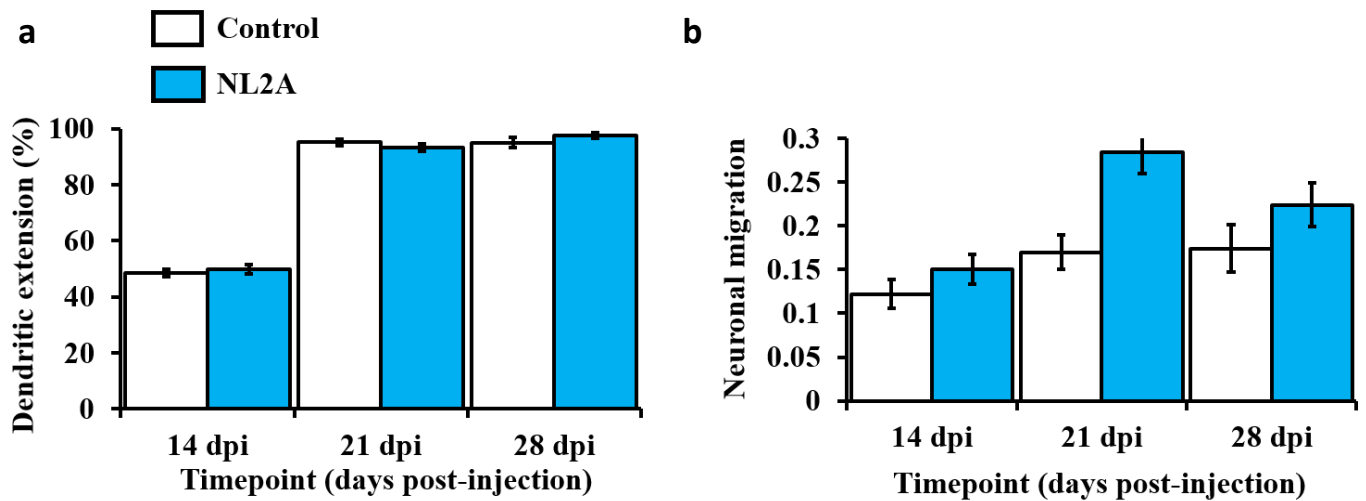 a
Control
NL2A
Dendritic extension (%)
100
80
60
40
20
0
14 dpi 21 dpi 28 dpi
Timepoint (days post-injection)
b
Neuronal migration
0.3
0.25
0.2
0.15
0.1
0.05
0
14 dpi 21 dpi 28 dpi
Timepoint (days post-injection)